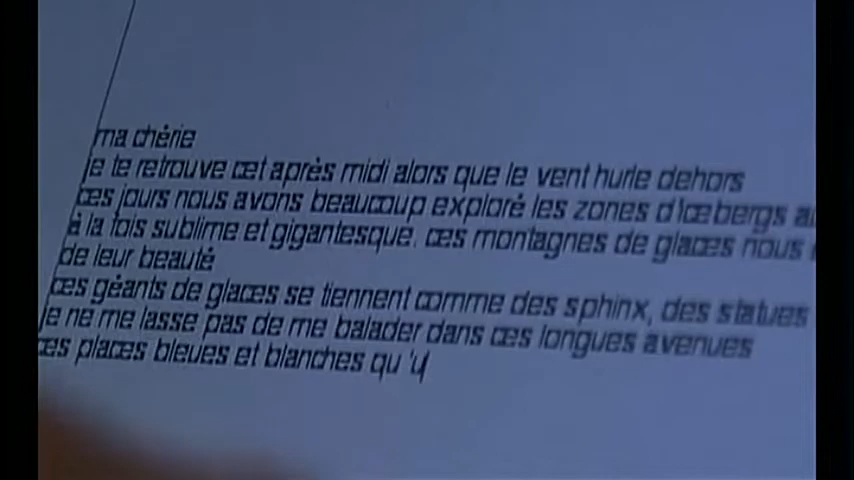 ma chérie
je te retrouve cet après midi alors que le vent hurle dehors
ces jours nous avons beaucoup exploré les zones d'Icebergs
à la fois sublime et gigantesque. ces montagnes de glaces nous
de leur beauté
ces géants de glaces se tiennent comme des sphinx, des statues
je ne me lasse pas de me balader dans ces longues avenues
ces places bleues et blanches qu 'y